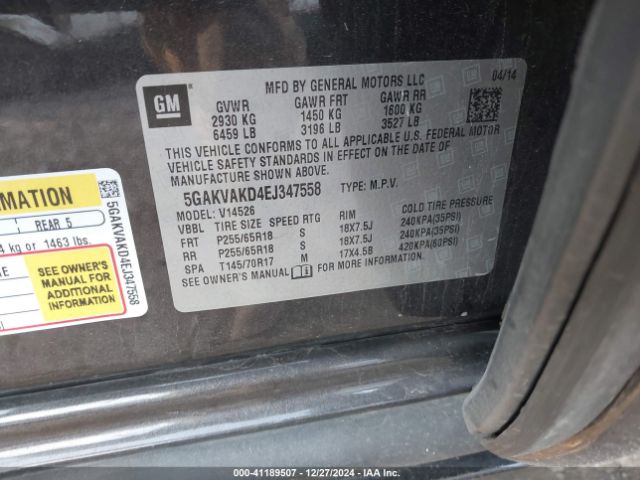 MFD BY GENERAL MOTORS LLC 04/14
GM
GVWR GAWR FRT GAWR RR
2930 KG 1450 KG 1600 KG
6459 LB 3196 LB 3527 LB
THIS VEHICLE CONFORMS TO ALL APPLICABLE U.S. FEDERAL MOTOR
VEHICLE SAFETY STANDARDS IN EFFECT ON THE DATE OF
MANUFACTURE SHOWN ABOVE.
5GAKVAKD4EJ347558 TYPE: M.P.V.
MODEL: V14526
VBBL TIRE SIZE SPEED RTG RIM COLD TIRE PRESSURE
FRT P255/65R18 S 18X7.5J 240KPA(35PSI)
RR P255/65R18 S 18X7.5J 240KPA(35PSI)
SPA T145/70R17 M 17X4.5B 420KPA(60PSI)
SEE OWNER'S MANUAL
REAR 5
kg or 1463 lbs.
SEE OWNER'S
MANUAL FOR
ADDITIONAL
INFORMATION
5GAKVAKD4EJ347558
000-41189507 - 12/27/2024 - IAA Inc.